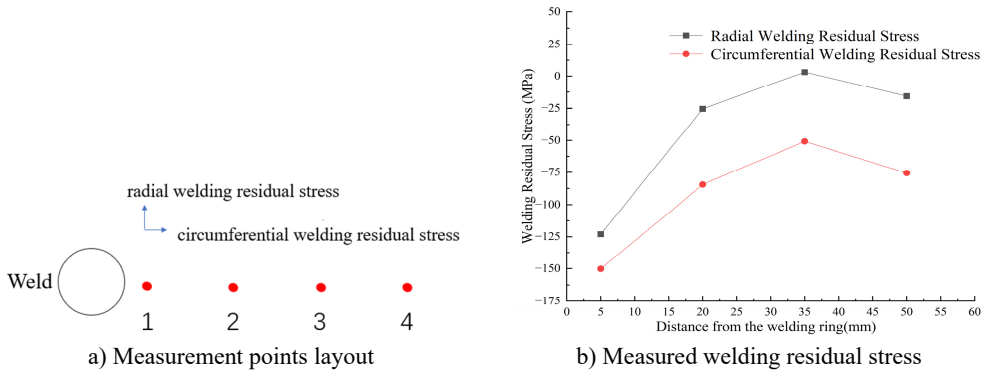 radial welding residual stress
circumferential welding residual stress
Weld
1 2 3 4
a) Measurement points layout
Radial Welding Residual Stress
Circumferential Welding Residual Stress
Welding Residual Stress (MPa)
50
25
0
−25
−50
−75
−100
−125
−150
−175
0 5 10 15 20 25 30 35 40 45 50 55 60
Distance from the welding ring(mm)
b) Measured welding residual stress